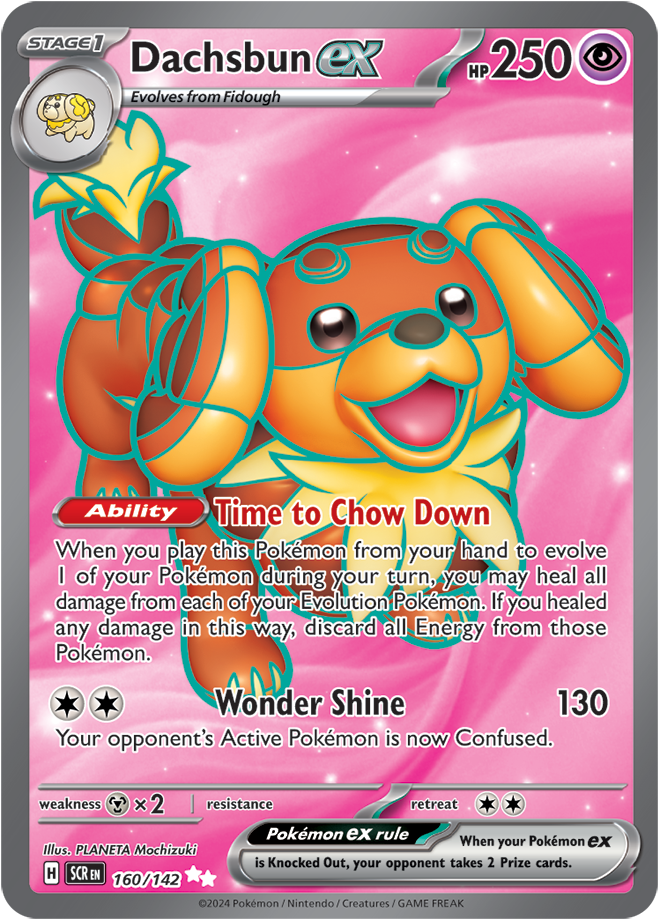 STAGE1
Dachsbun ex
HP 250
Evolves from Fidough
Ability Time to Chow Down
When you play this Pokémon from your hand to evolve
1 of your Pokémon during your turn, you may heal all
damage from each of your Evolution Pokémon. If you healed
any damage in this way, discard all Energy from those
Pokémon.
Wonder Shine 130
Your opponent's Active Pokémon is now Confused.
weakness ×2 resistance retreat
Illus. PLANETA Mochizuki
Pokémon ex rule When your Pokémon ex
is Knocked Out, your opponent takes 2 Prize cards.
H SCR EN 160/142
©2024 Pokémon / Nintendo / Creatures / GAME FREAK